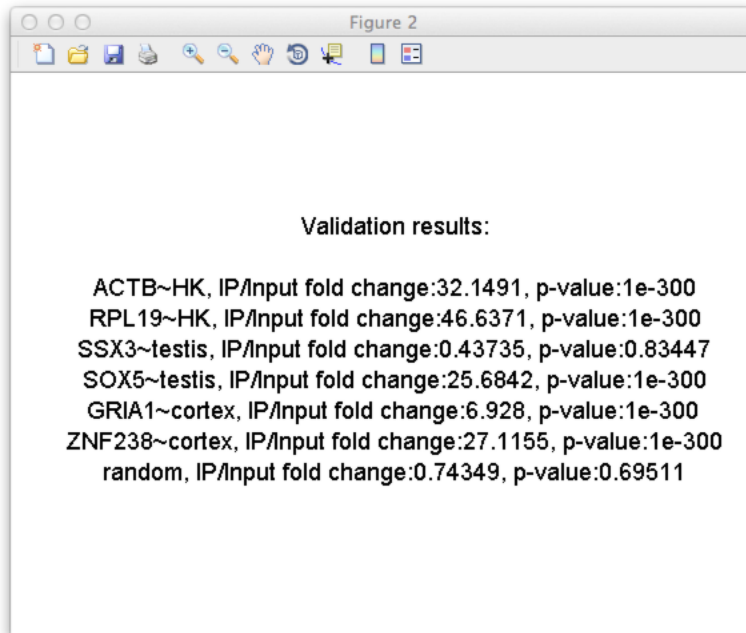 Figure 2
Validation results:
ACTB~HK, IP/Input fold change:32.1491, p-value:1e-300
RPL19~HK, IP/Input fold change:46.6371, p-value:1e-300
SSX3~testis, IP/Input fold change:0.43735, p-value:0.83447
SOX5~testis, IP/Input fold change:25.6842, p-value:1e-300
GRIA1~cortex, IP/Input fold change:6.928, p-value:1e-300
ZNF238~cortex, IP/Input fold change:27.1155, p-value:1e-300
random, IP/Input fold change:0.74349, p-value:0.69511